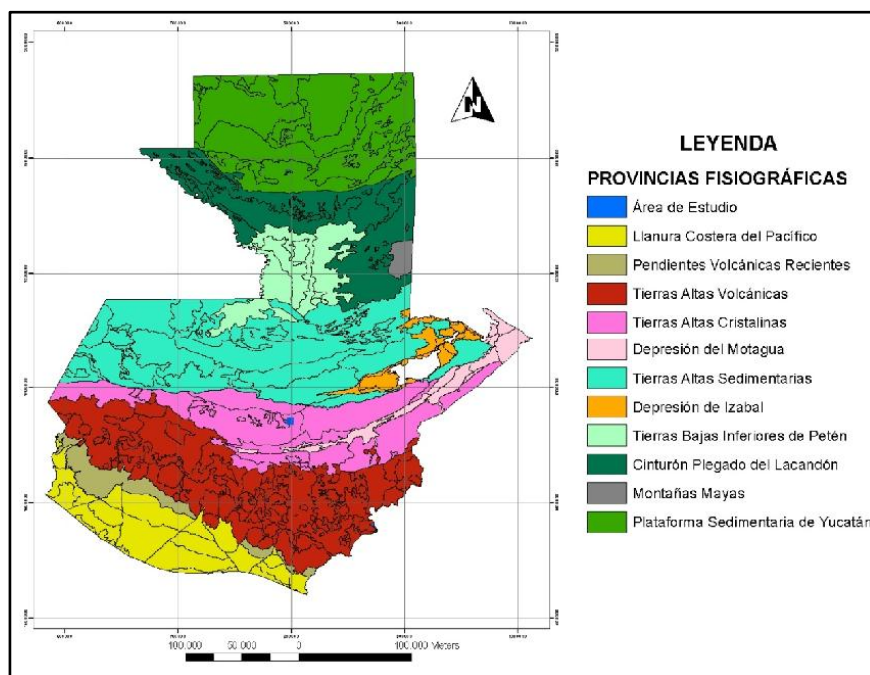 N
LEYENDA
PROVINCIAS FISIOGRÁFICAS
Área de Estudio
Llanura Costera del Pacífico
Pendientes Volcánicas Recientes
Tierras Altas Volcánicas
Tierras Altas Cristalinas
Depresión del Motagua
Tierras Altas Sedimentarias
Depresión de Izabal
Tierras Bajas Inferiores de Petén
Cinturón Plegado del Lacandón
Montañas Mayas
Plataforma Sedimentaria de Yucatán
100,000 50,000 0 100,000 Meters